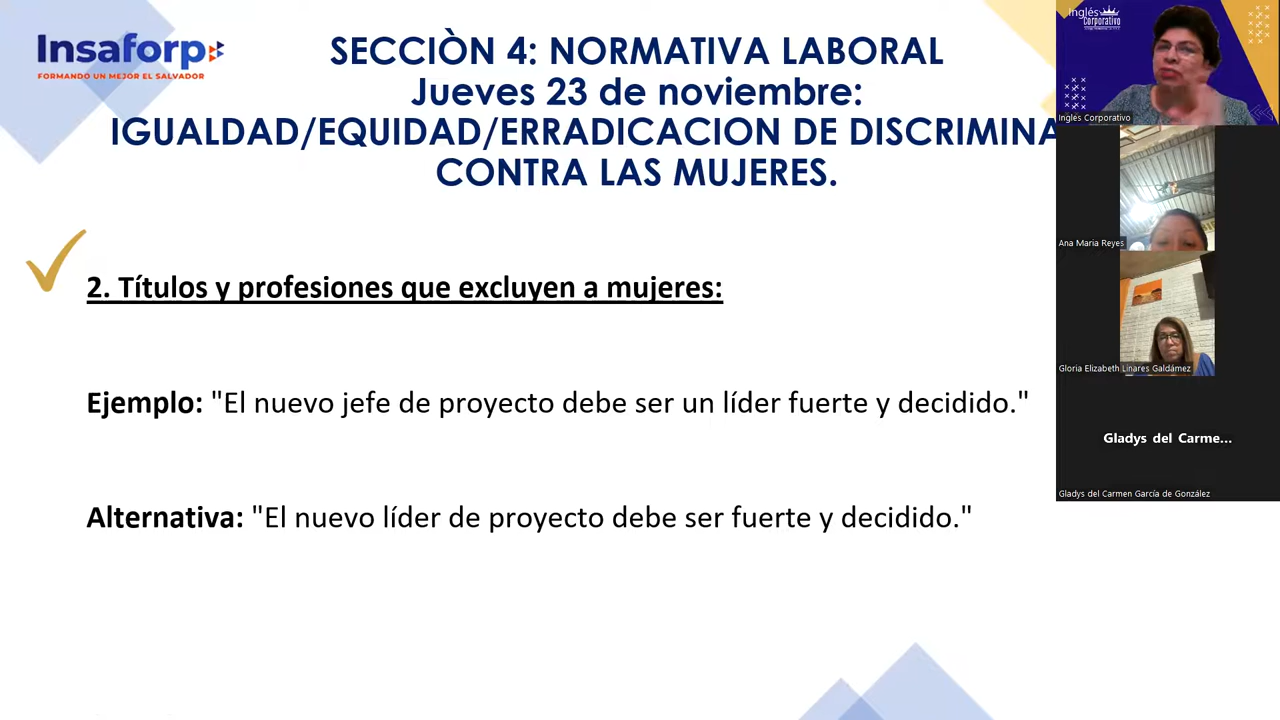 Insaforp
FORMANDO UN MEJOR EL SALVADOR
SECCIÒN 4: NORMATIVA LABORAL
Jueves 23 de noviembre:
IGUALDAD/EQUIDAD/ERRADICACION DE DISCRIMINA
CONTRA LAS MUJERES.
2. Títulos y profesiones que excluyen a mujeres:
Ejemplo: "El nuevo jefe de proyecto debe ser un líder fuerte y decidido."
Alternativa: "El nuevo líder de proyecto debe ser fuerte y decidido."
Inglés
Corporativo
Ingles Corporativo
Ana Maria Reyes
Gloria Elizabeth Linares Galdámez
Gladys del Carme...
Gladys del Carmen García de González